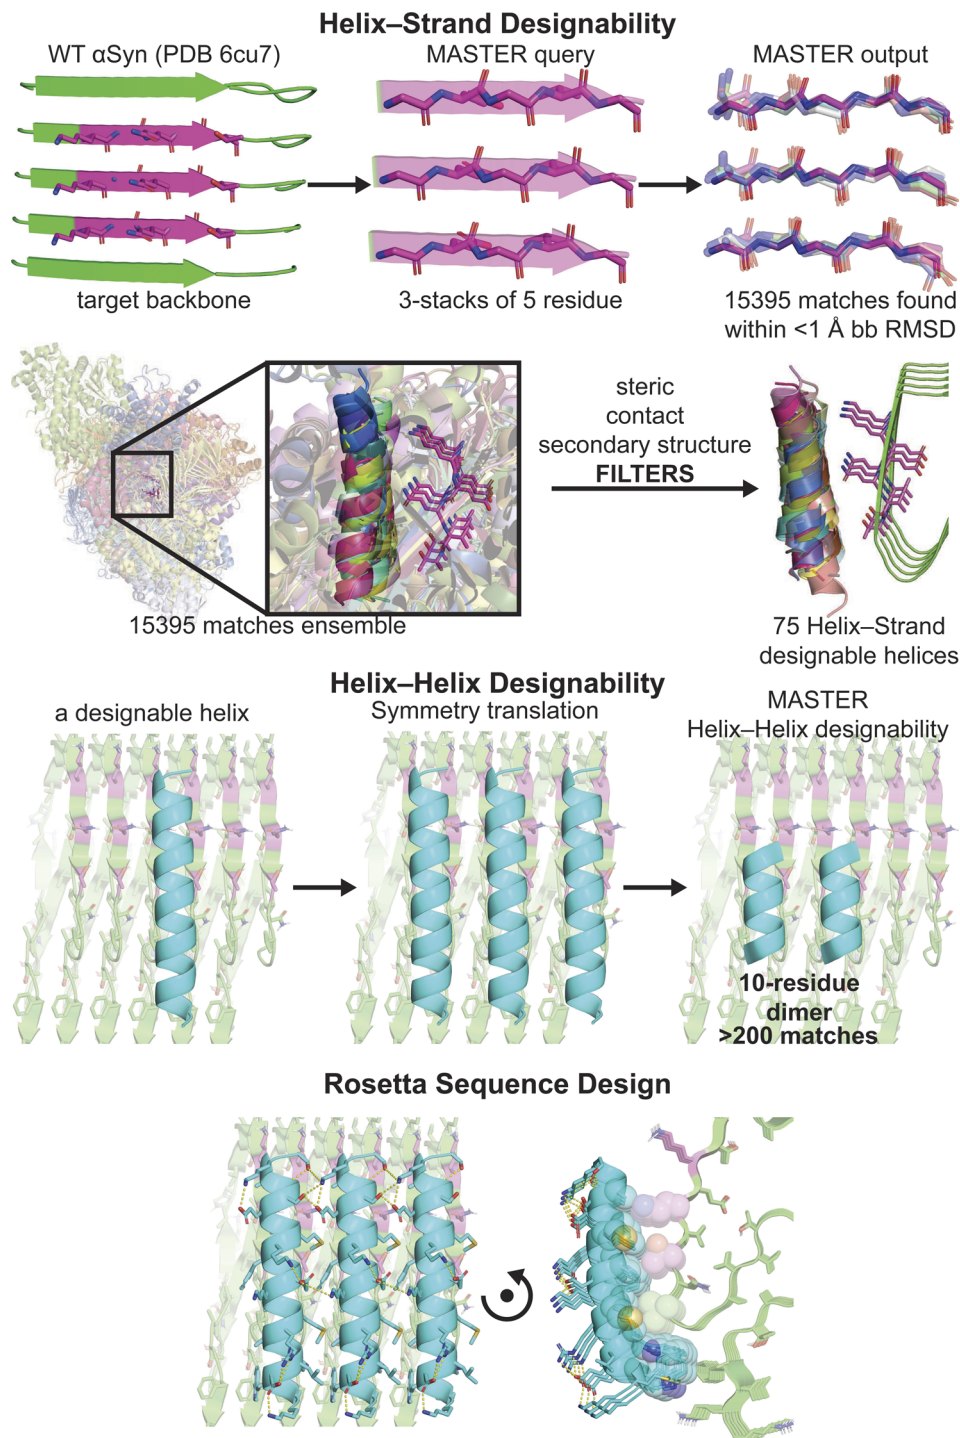 Helix–Strand Designability
WT αSyn (PDB 6cu7)
MASTER query
MASTER output
target backbone
3-stacks of 5 residue
15395 matches found
within <1 Å bb RMSD
steric
contact
secondary structure
FILTERS
15395 matches ensemble
75 Helix–Strand
designable helices
Helix–Helix Designability
a designable helix
Symmetry translation
MASTER
Helix–Helix designability
10-residue
dimer
>200 matches
Rosetta Sequence Design